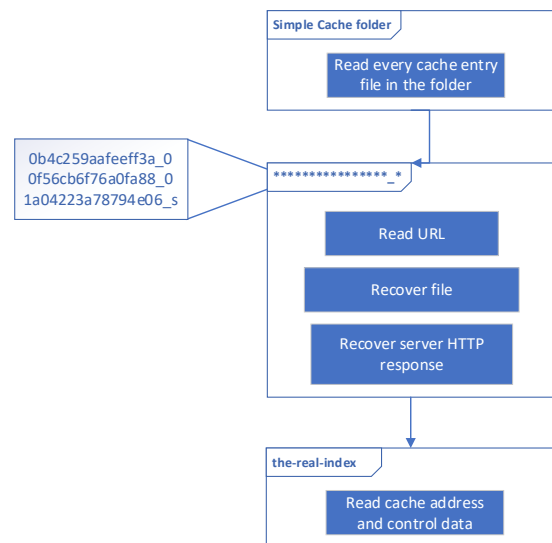 Simple Cache folder
Read every cache entry
file in the folder
0b4c259aafeeff3a_0
0f56cb6f76a0fa88_0
1a04223a78794e06_s
****************_*
Read URL
Recover file
Recover server HTTP
response
the-real-index
Read cache address
and control data